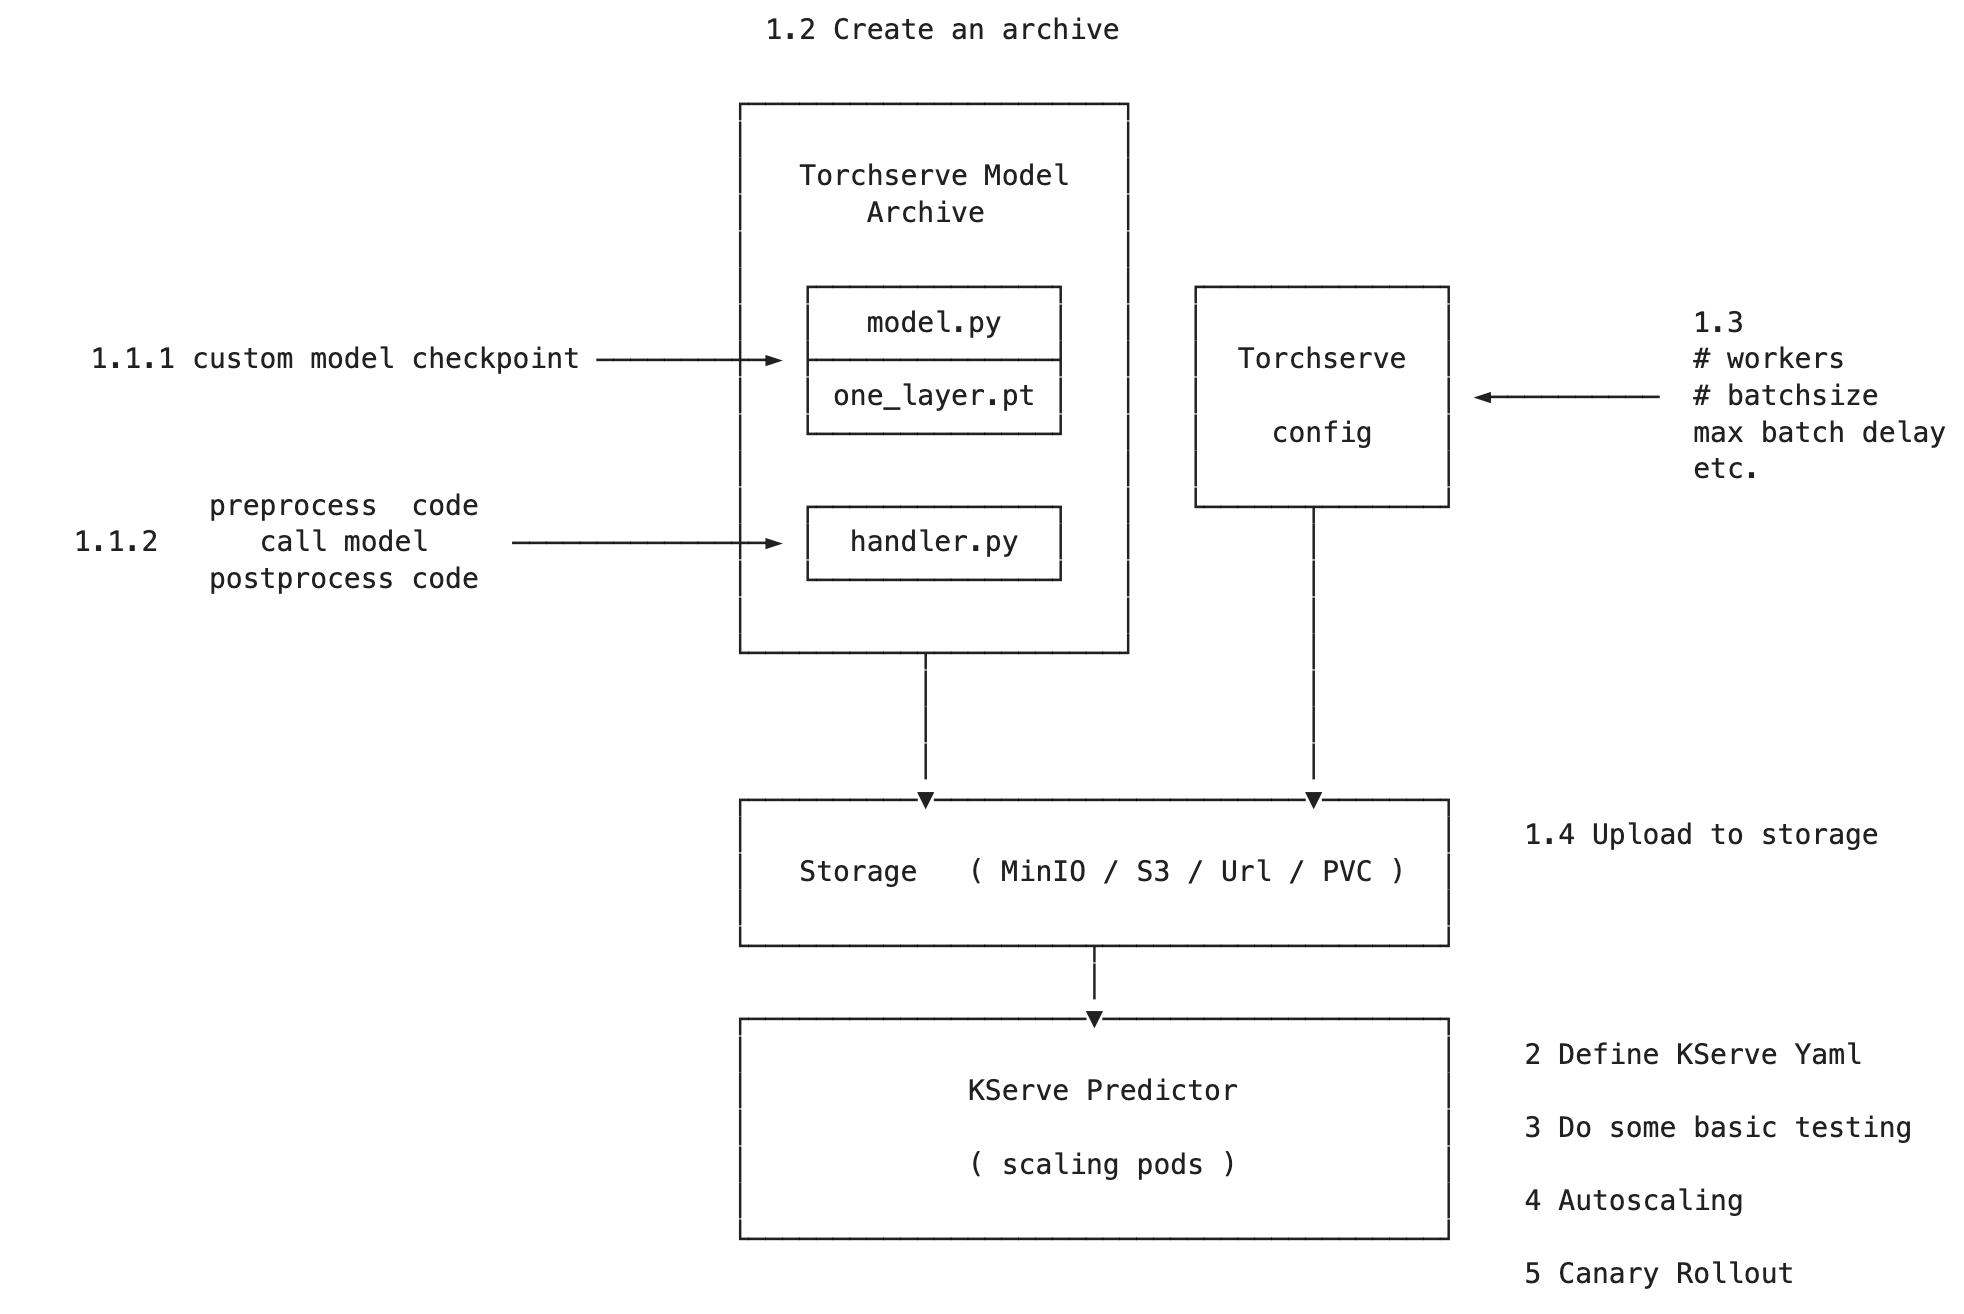 1.2 Create an archive
Torchserve Model
Archive
model.py
1.1.1 custom model checkpoint
one_layer.pt
preprocess  code
1.1.2      call model
postprocess code
handler.py
Torchserve
config
1.3
# workers
# batchsize
max batch delay
etc.
Storage   ( MinIO / S3 / Url / PVC )
1.4 Upload to storage
KServe Predictor
( scaling pods )
2 Define KServe Yaml
3 Do some basic testing
4 Autoscaling
5 Canary Rollout